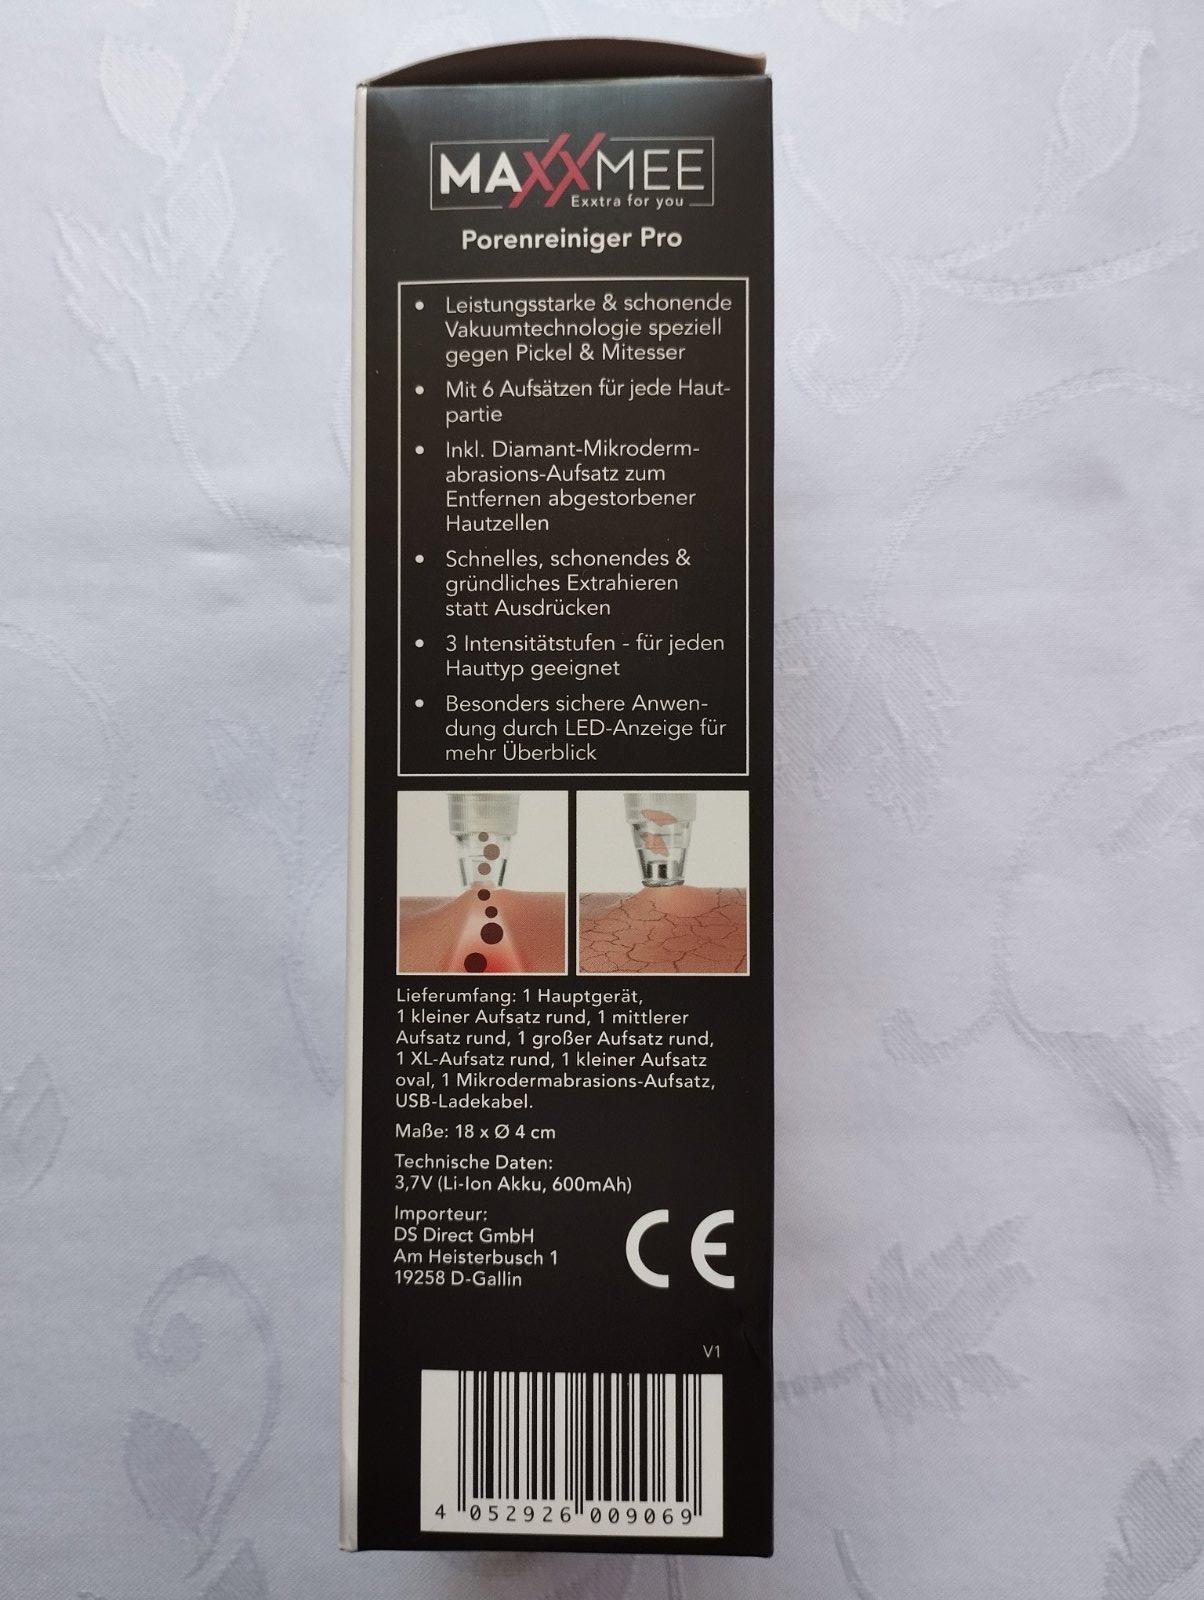 MAXXMEE
Exxtra for you
Porenreiniger Pro
• Leistungsstarke & schonende
Vakuumtechnologie speziell
gegen Pickel & Mitesser
• Mit 6 Aufsätzen für jede Haut-
partie
• Inkl. Diamant-Mikroderm-
abrasions-Aufsatz zum
Entfernen abgestorbener
Hautzellen
• Schnelles, schonendes &
gründliches Extrahieren
statt Ausdrücken
• 3 Intensitätstufen - für jeden
Hauttyp geeignet
• Besonders sichere Anwen-
dung durch LED-Anzeige für
mehr Überblick
Lieferumfang: 1 Hauptgerät,
1 kleiner Aufsatz rund, 1 mittlerer
Aufsatz rund, 1 großer Aufsatz rund,
1 XL-Aufsatz rund, 1 kleiner Aufsatz
oval, 1 Mikrodermabrasions-Aufsatz,
USB-Ladekabel.
Maße: 18 x Ø 4 cm
Technische Daten:
3,7V (Li-Ion Akku, 600mAh)
Importeur:
DS Direct GmbH
Am Heisterbusch 1
19258 D-Gallin
CE
V1
4 052926 009069